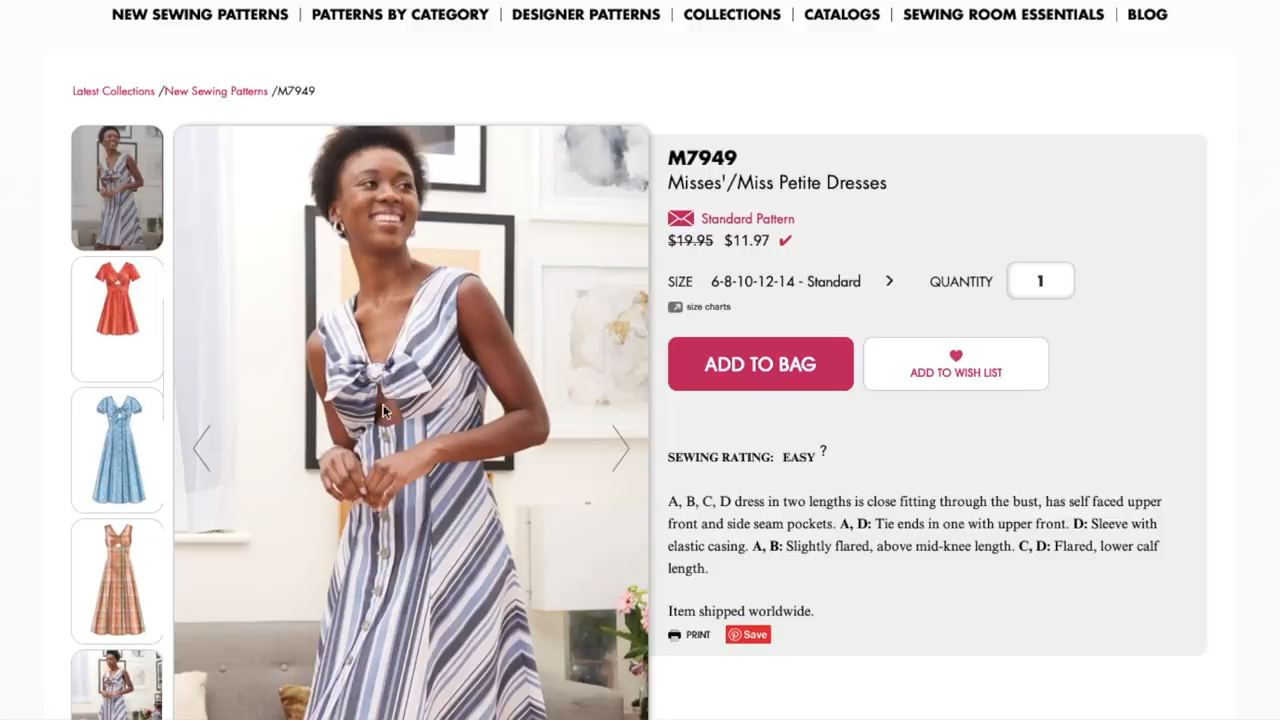 NEW SEWING PATTERNS | PATTERNS BY CATEGORY | DESIGNER PATTERNS | COLLECTIONS | CATALOGS | SEWING ROOM ESSENTIALS | BLOG
Latest Collections /New Sewing Patterns /M7949
M7949
Misses'/Miss Petite Dresses
Standard Pattern
$19.95 $11.97
SIZE 6-8-10-12-14 - Standard > QUANTITY 1
size charts
ADD TO BAG
ADD TO WISH LIST
SEWING RATING: EASY ?
A, B, C, D dress in two lengths is close fitting through the bust, has self faced upper
front and side seam pockets. A, D: Tie ends in one with upper front. D: Sleeve with
elastic casing. A, B: Slightly flared, above mid-knee length. C, D: Flared, lower calf
length.
Item shipped worldwide.
PRINT Save